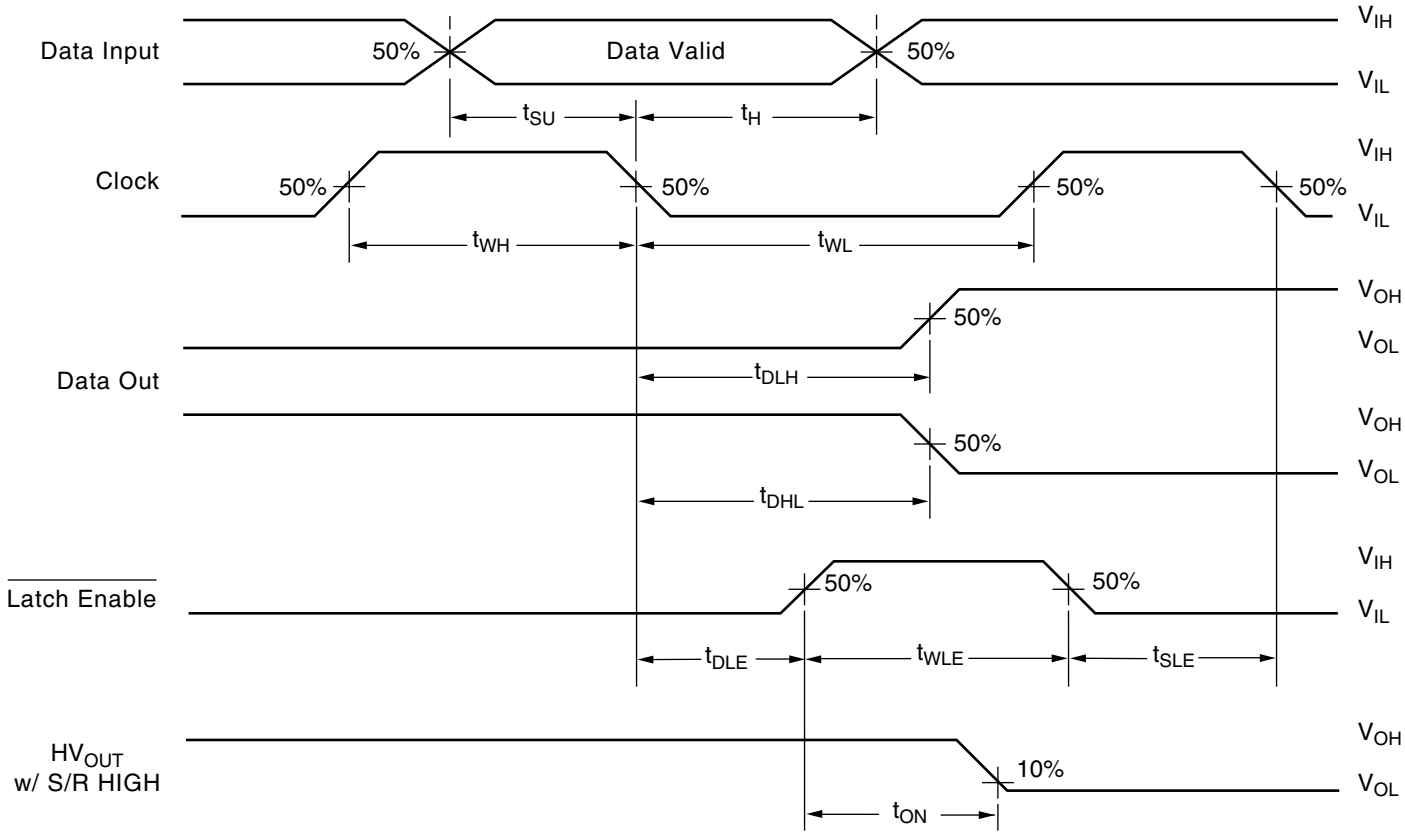 V_IH
Data Input 50% Data Valid 50%
V_IL
t_SU t_H
V_IH
Clock 50% 50% 50% 50%
V_IL
t_WH t_WL
V_OH
50%
V_OL
t_DLH
Data Out
V_OH
50%
V_OL
t_DHL
V_IH
Latch Enable 50% 50%
V_IL
t_DLE t_WLE t_SLE
V_OH
HV_OUT
w/ S/R HIGH 10%
V_OL
t_ON